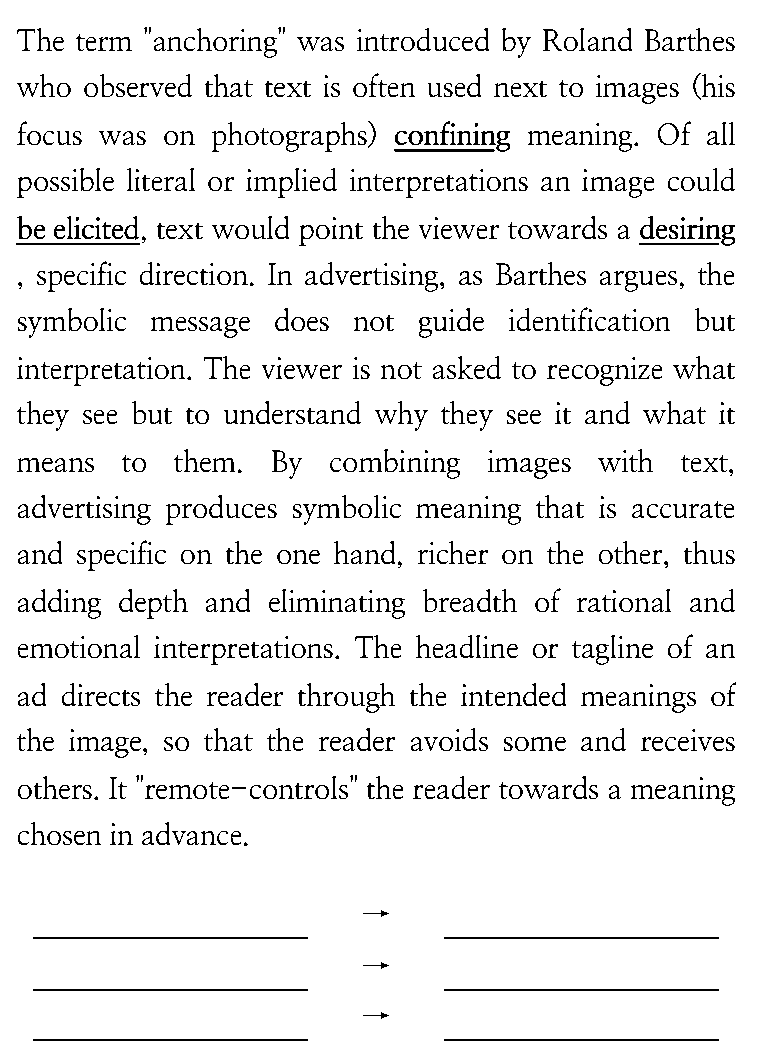 The term "anchoring" was introduced by Roland Barthes
who observed that text is often used next to images (his
focus was on photographs) confining meaning. Of all
possible literal or implied interpretations an image could
be elicited, text would point the viewer towards a desiring
, specific direction. In advertising, as Barthes argues, the
symbolic message does not guide identification but
interpretation. The viewer is not asked to recognize what
they see but to understand why they see it and what it
means to them. By combining images with text,
advertising produces symbolic meaning that is accurate
and specific on the one hand, richer on the other, thus
adding depth and eliminating breadth of rational and
emotional interpretations. The headline or tagline of an
ad directs the reader through the intended meanings of
the image, so that the reader avoids some and receives
others. It "remote-controls" the reader towards a meaning
chosen in advance.
→
→
→